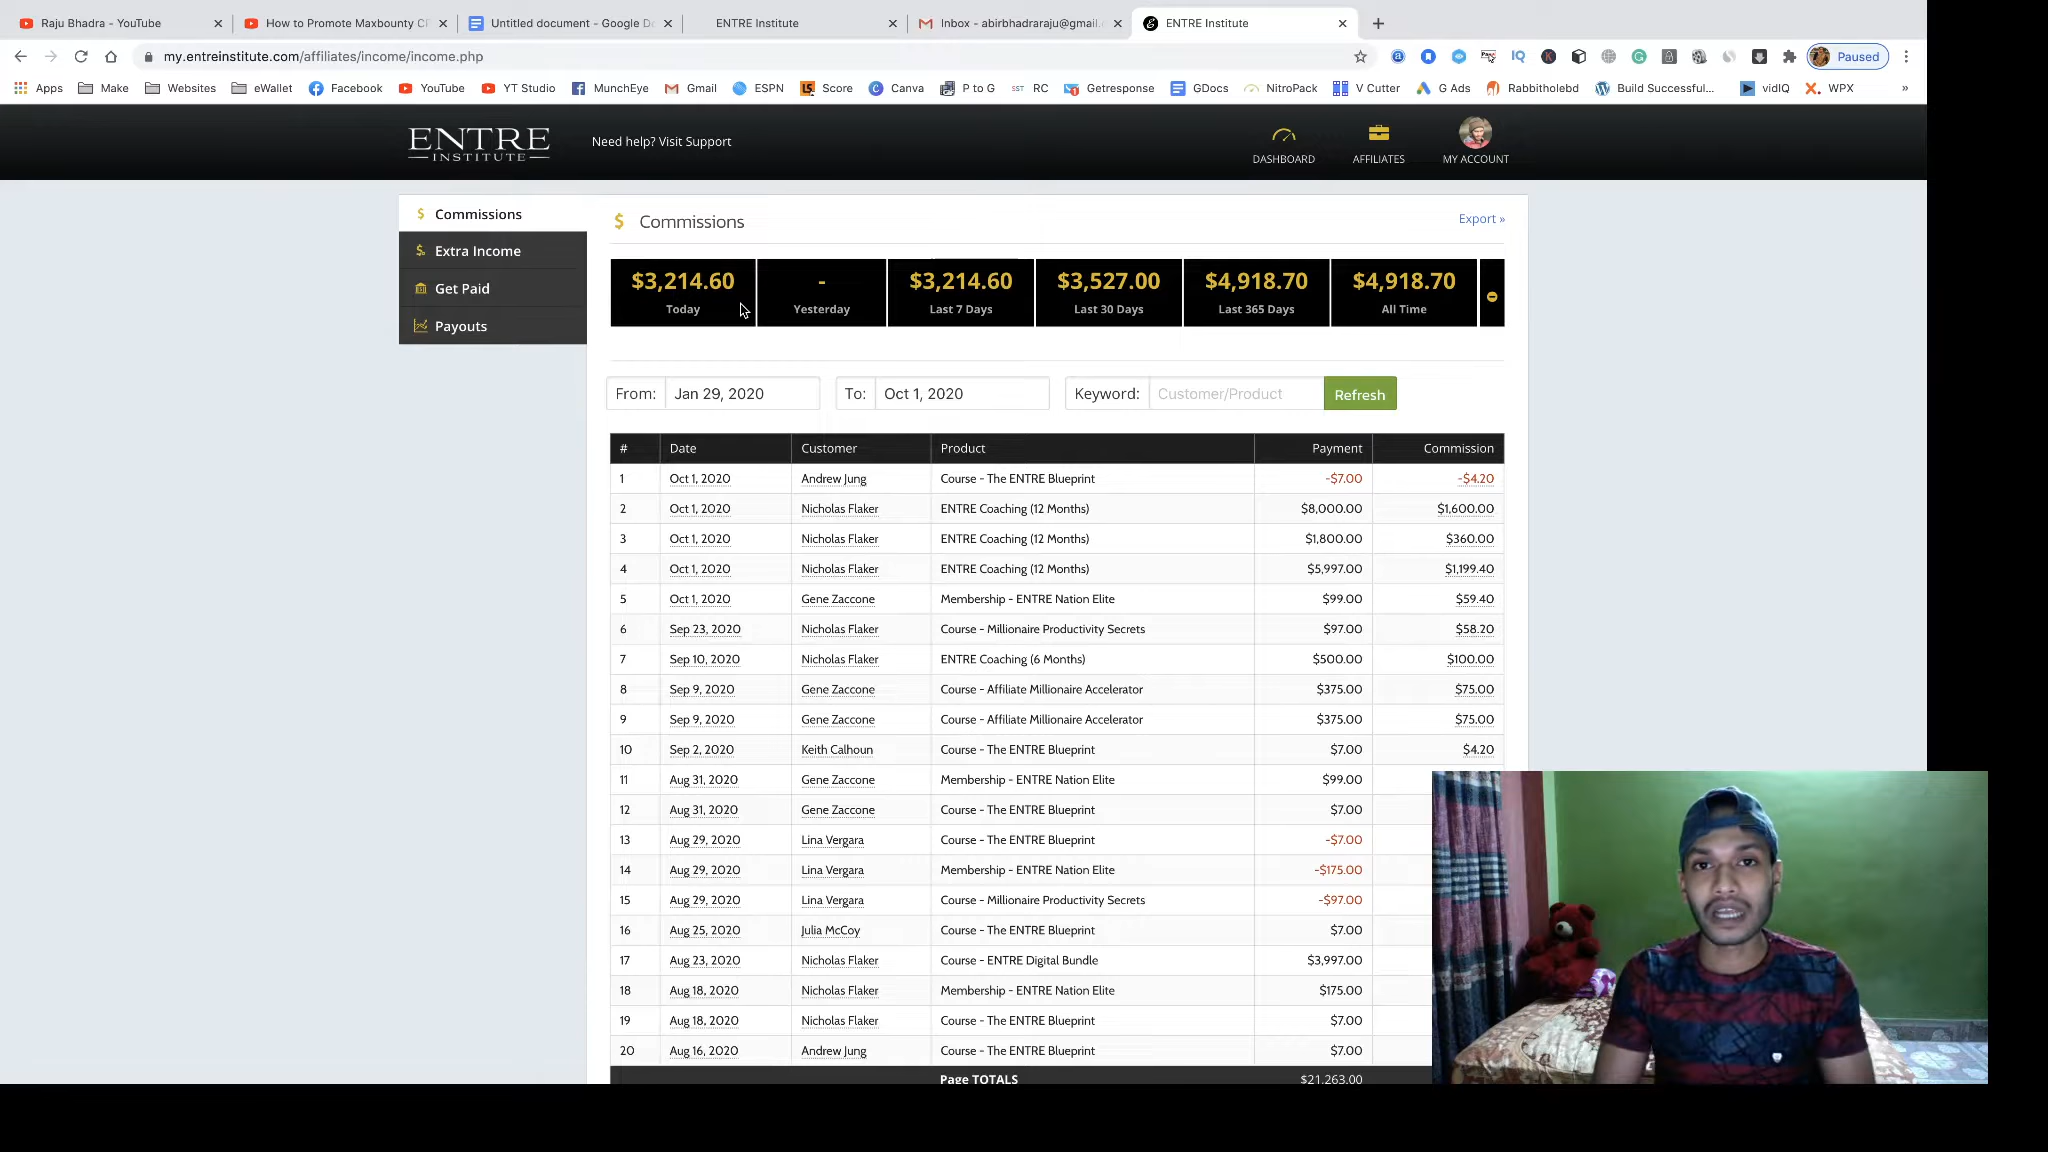 Raju Bhadra - YouTube
How to Promote Maxbounty CP
Untitled document - Google Do
ENTRE Institute
Inbox - abirbhadraraju@gmail.
ENTRE Institute
my.entreinstitute.com/affiliates/income/income.php
Paused
Apps Make Websites eWallet Facebook YouTube YT Studio MunchEye Gmail ESPN Score Canva P to G RC Getresponse GDocs NitroPack V Cutter G Ads Rabbitholebd Build Successful... vidIQ WPX »
ENTRE
INSTITUTE
Need help? Visit Support
DASHBOARD AFFILIATES MY ACCOUNT
$ Commissions
$ Extra Income
Get Paid
Payouts
$ Commissions
Export »
$3,214.60 - $3,214.60 $3,527.00 $4,918.70 $4,918.70
Today Yesterday Last 7 Days Last 30 Days Last 365 Days All Time
From: Jan 29, 2020 To: Oct 1, 2020 Keyword: Customer/Product Refresh
# Date Customer Product Payment Commission
1 Oct 1, 2020 Andrew Jung Course - The ENTRE Blueprint -$7.00 -$4.20
2 Oct 1, 2020 Nicholas Flaker ENTRE Coaching (12 Months) $8,000.00 $1,600.00
3 Oct 1, 2020 Nicholas Flaker ENTRE Coaching (12 Months) $1,800.00 $360.00
4 Oct 1, 2020 Nicholas Flaker ENTRE Coaching (12 Months) $5,997.00 $1,199.40
5 Oct 1, 2020 Gene Zaccone Membership - ENTRE Nation Elite $99.00 $59.40
6 Sep 23, 2020 Nicholas Flaker Course - Millionaire Productivity Secrets $97.00 $58.20
7 Sep 10, 2020 Nicholas Flaker ENTRE Coaching (6 Months) $500.00 $100.00
8 Sep 9, 2020 Gene Zaccone Course - Affiliate Millionaire Accelerator $375.00 $75.00
9 Sep 9, 2020 Gene Zaccone Course - Affiliate Millionaire Accelerator $375.00 $75.00
10 Sep 2, 2020 Keith Calhoun Course - The ENTRE Blueprint $7.00 $4.20
11 Aug 31, 2020 Gene Zaccone Membership - ENTRE Nation Elite $99.00
12 Aug 31, 2020 Gene Zaccone Course - The ENTRE Blueprint $7.00
13 Aug 29, 2020 Lina Vergara Course - The ENTRE Blueprint -$7.00
14 Aug 29, 2020 Lina Vergara Membership - ENTRE Nation Elite -$175.00
15 Aug 29, 2020 Lina Vergara Course - Millionaire Productivity Secrets -$97.00
16 Aug 25, 2020 Julia McCoy Course - The ENTRE Blueprint $7.00
17 Aug 23, 2020 Nicholas Flaker Course - ENTRE Digital Bundle $3,997.00
18 Aug 18, 2020 Nicholas Flaker Membership - ENTRE Nation Elite $175.00
19 Aug 18, 2020 Nicholas Flaker Course - The ENTRE Blueprint $7.00
20 Aug 16, 2020 Andrew Jung Course - The ENTRE Blueprint $7.00
Page TOTALS $21,263.00